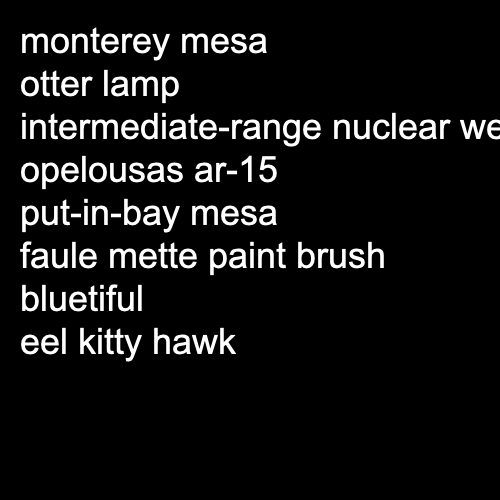 monterey mesa
otter lamp
intermediate-range nuclear we
opelousas ar-15
put-in-bay mesa
faule mette paint brush
bluetiful
eel kitty hawk